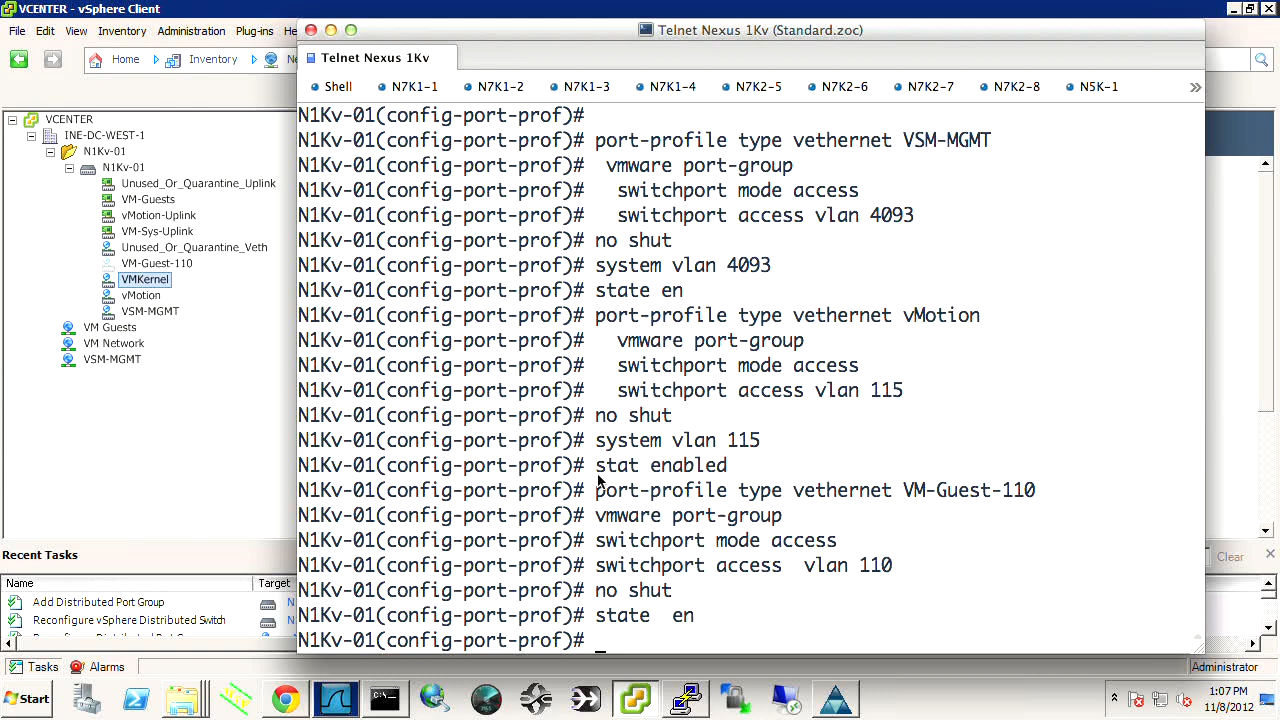 VCENTER - vSphere Client
File Edit View Inventory Administration Plug-ins He
Home Inventory Ne
VCENTER
INE-DC-WEST-1
N1Kv-01
N1Kv-01
Unused_Or_Quarantine_Uplink
VM-Guests
vMotion-Uplink
VM-Sys-Uplink
Unused_Or_Quarantine_Veth
VM-Guest-110
VMKernel
vMotion
VSM-MGMT
VM Guests
VM Network
VSM-MGMT
Telnet Nexus 1Kv (Standard.zoc)
Telnet Nexus 1Kv
Shell N7K1-1 N7K1-2 N7K1-3 N7K1-4 N7K2-5 N7K2-6 N7K2-7 N7K2-8 N5K-1 »
N1Kv-01(config-port-prof)#
N1Kv-01(config-port-prof)# port-profile type vethernet VSM-MGMT
N1Kv-01(config-port-prof)#  vmware port-group
N1Kv-01(config-port-prof)#   switchport mode access
N1Kv-01(config-port-prof)#   switchport access vlan 4093
N1Kv-01(config-port-prof)# no shut
N1Kv-01(config-port-prof)# system vlan 4093
N1Kv-01(config-port-prof)# state en
N1Kv-01(config-port-prof)# port-profile type vethernet vMotion
N1Kv-01(config-port-prof)#   vmware port-group
N1Kv-01(config-port-prof)#   switchport mode access
N1Kv-01(config-port-prof)#   switchport access vlan 115
N1Kv-01(config-port-prof)# no shut
N1Kv-01(config-port-prof)# system vlan 115
N1Kv-01(config-port-prof)# stat enabled
N1Kv-01(config-port-prof)# port-profile type vethernet VM-Guest-110
N1Kv-01(config-port-prof)# vmware port-group
N1Kv-01(config-port-prof)# switchport mode access
N1Kv-01(config-port-prof)# switchport access  vlan 110
N1Kv-01(config-port-prof)# no shut
N1Kv-01(config-port-prof)# state  en
N1Kv-01(config-port-prof)# _
Recent Tasks
Clear
Name Target
Add Distributed Port Group N
Reconfigure vSphere Distributed Switch N
Tasks Alarms
Administrator
Start
1:07 PM
11/8/2012